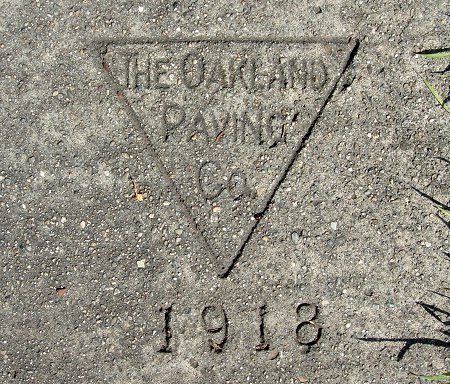 THE OAKLAND
PAVING
CO.
1918